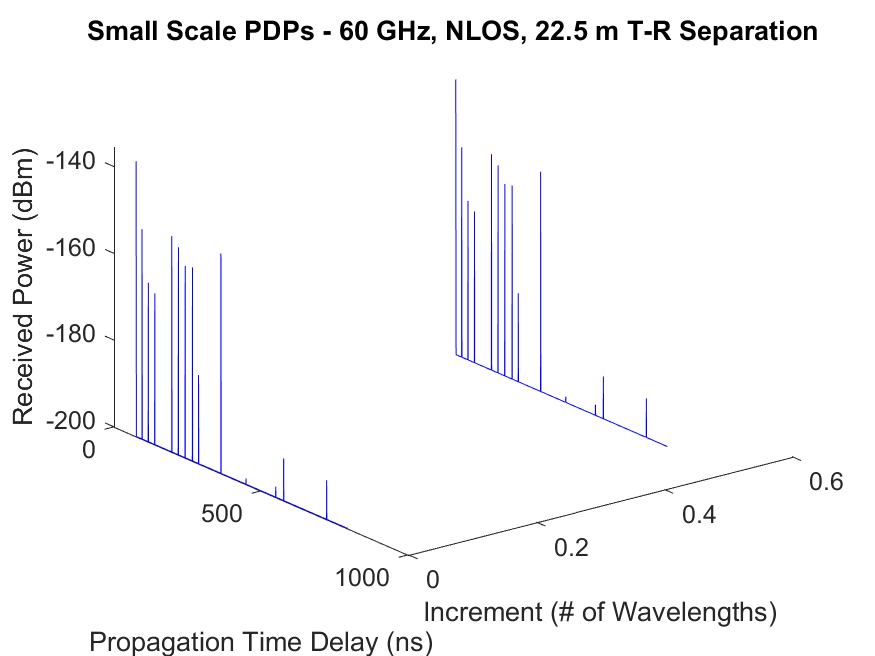 Small Scale PDPs - 60 GHz, NLOS, 22.5 m T-R Separation
Received Power (dBm)
-140
-160
-180
-200
0
500
1000
Propagation Time Delay (ns)
0
0.2
0.4
0.6
Increment (# of Wavelengths)